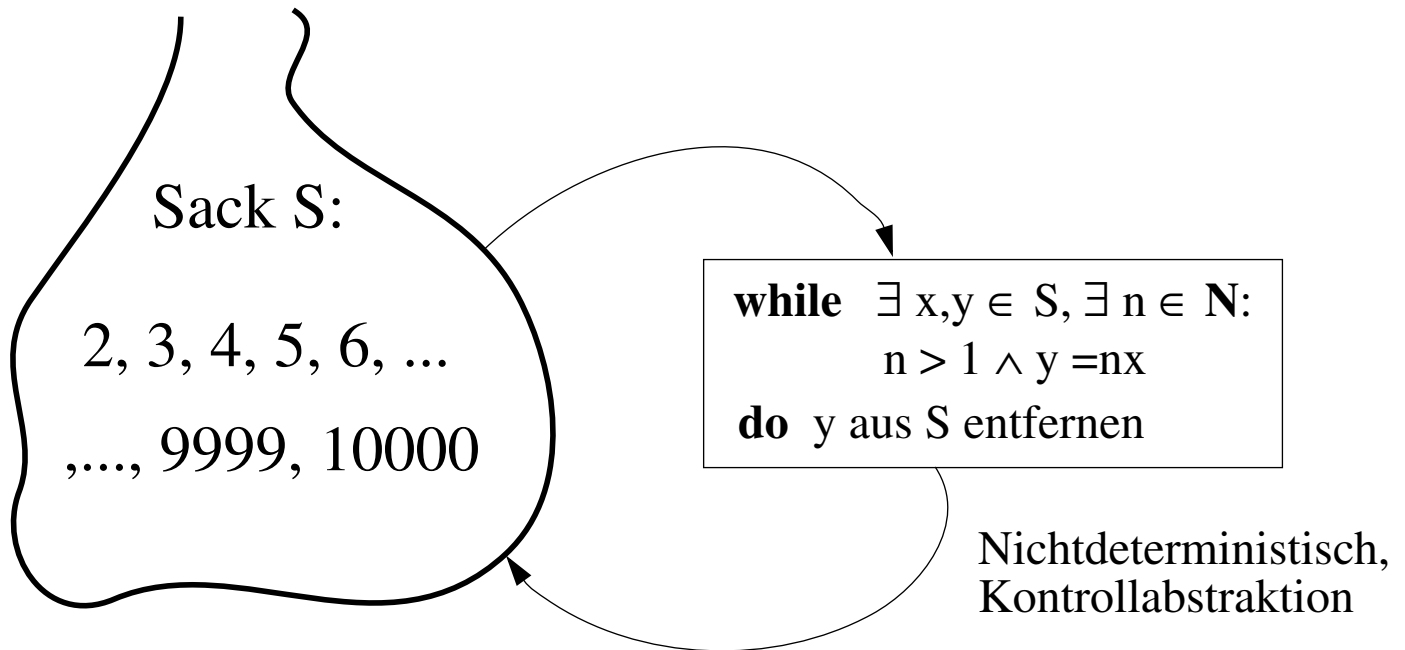 Sack S:
2, 3, 4, 5, 6, ...
,..., 9999, 10000
while ∃ x,y ∈ S, ∃ n ∈ N:
n > 1 ∧ y =nx
do y aus S entfernen
Nichtdeterministisch,
Kontrollabstraktion